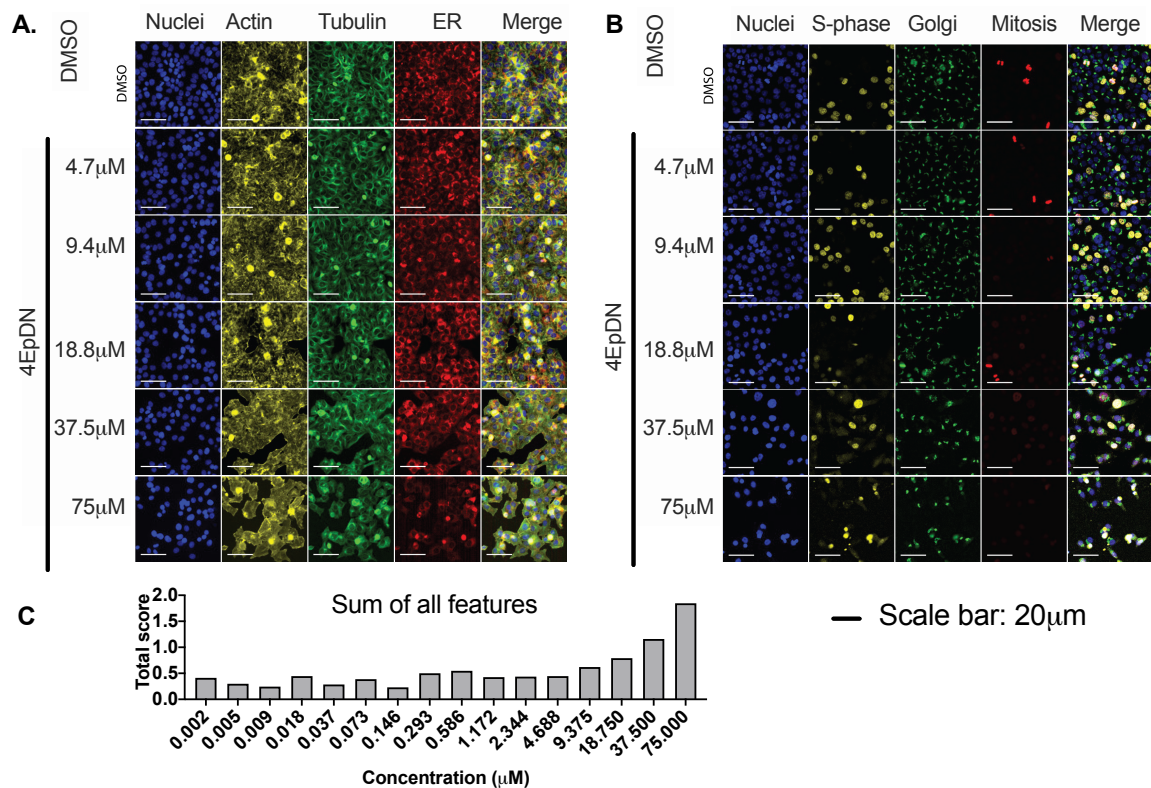 A.
Nuclei Actin Tubulin ER Merge
DMSO
DMSO
4EpDN
4.7μM
9.4μM
18.8μM
37.5μM
75μM
B
Nuclei S-phase Golgi Mitosis Merge
DMSO
DMSO
4EpDN
4.7μM
9.4μM
18.8μM
37.5μM
75μM
C
Sum of all features
Total score
2.0
1.5
1.0
0.5
0.0
0.002 0.005 0.009 0.018 0.037 0.073 0.146 0.293 0.586 1.172 2.344 4.688 9.375 18.750 37.500 75.000
Concentration (μM)
Scale bar: 20μm